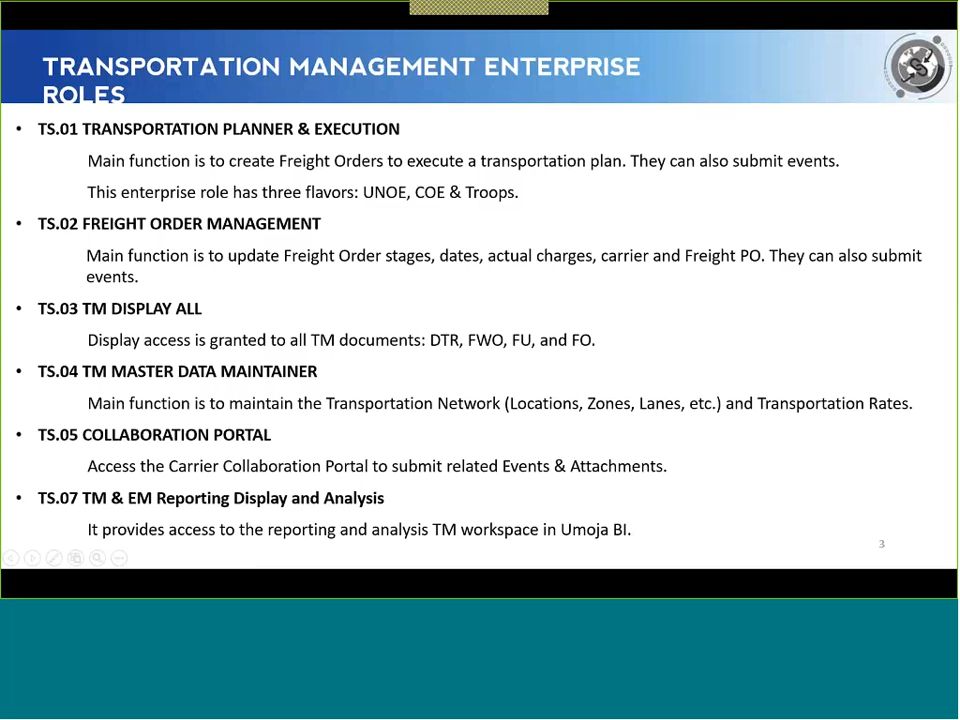 TRANSPORTATION MANAGEMENT ENTERPRISE
ROLES
• TS.01 TRANSPORTATION PLANNER & EXECUTION
Main function is to create Freight Orders to execute a transportation plan. They can also submit events.
This enterprise role has three flavors: UNOE, COE & Troops.
• TS.02 FREIGHT ORDER MANAGEMENT
Main function is to update Freight Order stages, dates, actual charges, carrier and Freight PO. They can also submit
events.
• TS.03 TM DISPLAY ALL
Display access is granted to all TM documents: DTR, FWO, FU, and FO.
• TS.04 TM MASTER DATA MAINTAINER
Main function is to maintain the Transportation Network (Locations, Zones, Lanes, etc.) and Transportation Rates.
• TS.05 COLLABORATION PORTAL
Access the Carrier Collaboration Portal to submit related Events & Attachments.
• TS.07 TM & EM Reporting Display and Analysis
It provides access to the reporting and analysis TM workspace in Umoja BI.
3